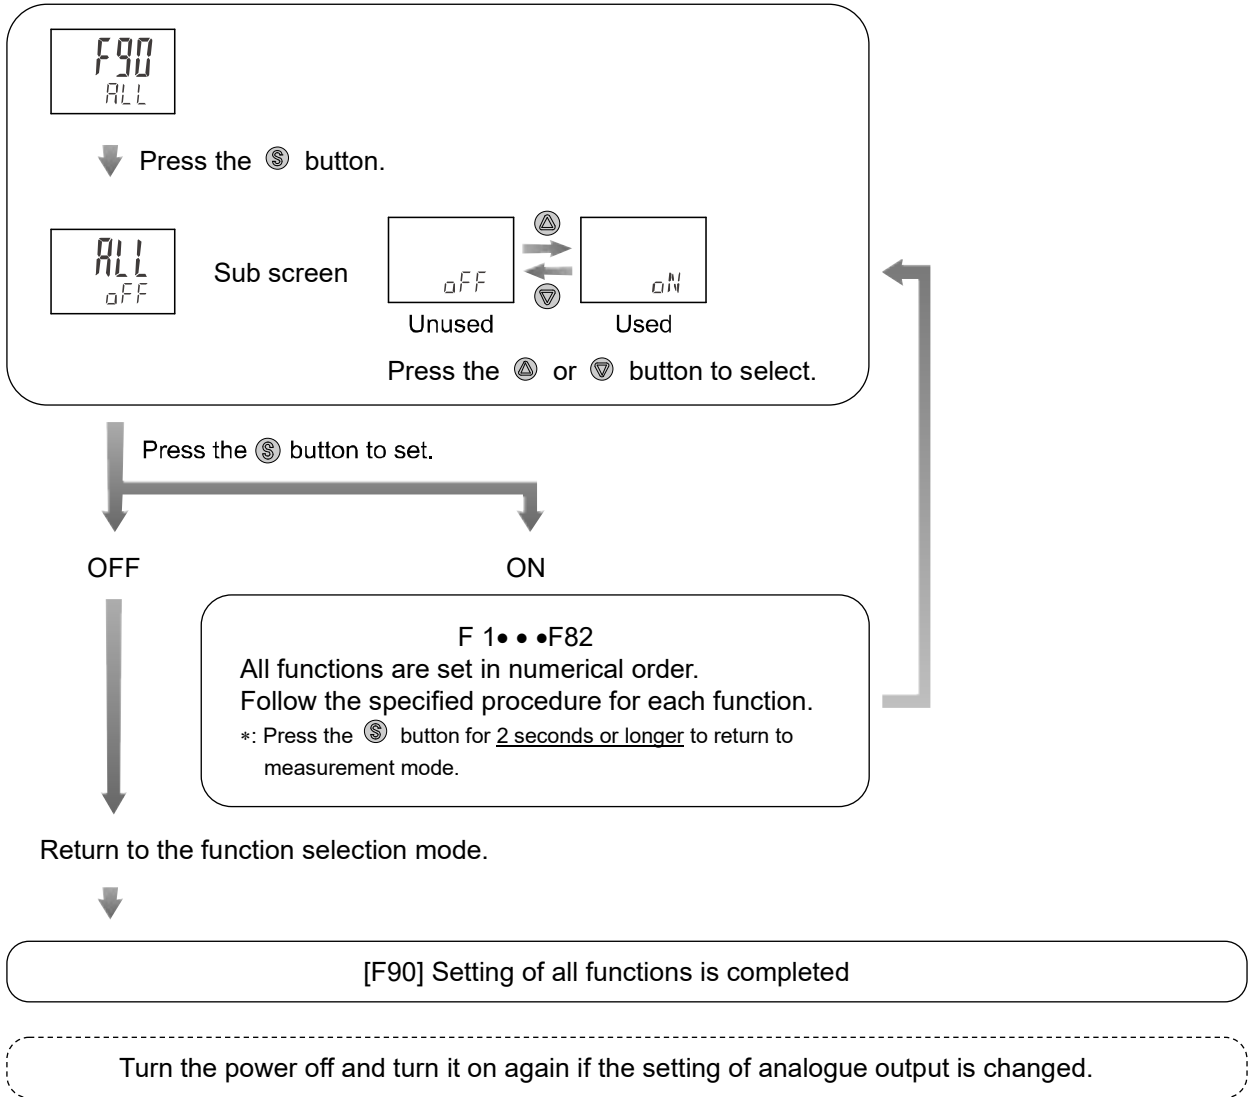 F90
ALL
Press the Ⓢ button.
ALL
oFF
Sub screen
oFF
oN
Unused
Used
Press the △ or ▽ button to select.
Press the Ⓢ button to set.
OFF
ON
F 1• • •F82
All functions are set in numerical order.
Follow the specified procedure for each function.
*: Press the Ⓢ button for 2 seconds or longer to return to
measurement mode.
Return to the function selection mode.
[F90] Setting of all functions is completed
Turn the power off and turn it on again if the setting of analogue output is changed.